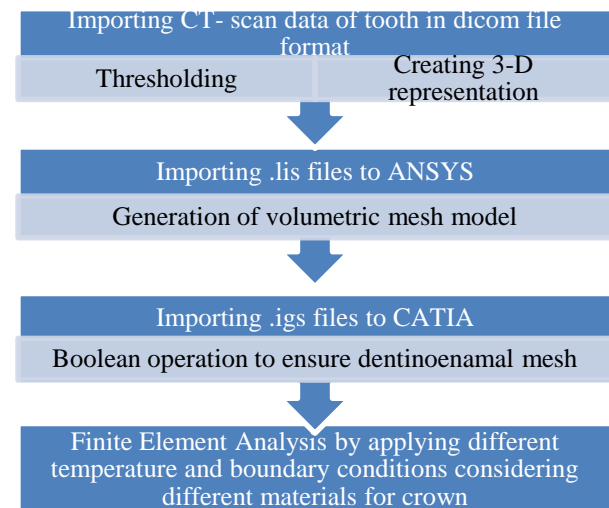 Importing CT- scan data of tooth in dicom file
format
Thresholding
Creating 3-D
representation
Importing .lis files to ANSYS
Generation of volumetric mesh model
Importing .igs files to CATIA
Boolean operation to ensure dentinoenamal mesh
Finite Element Analysis by applying different
temperature and boundary conditions considering
different materials for crown